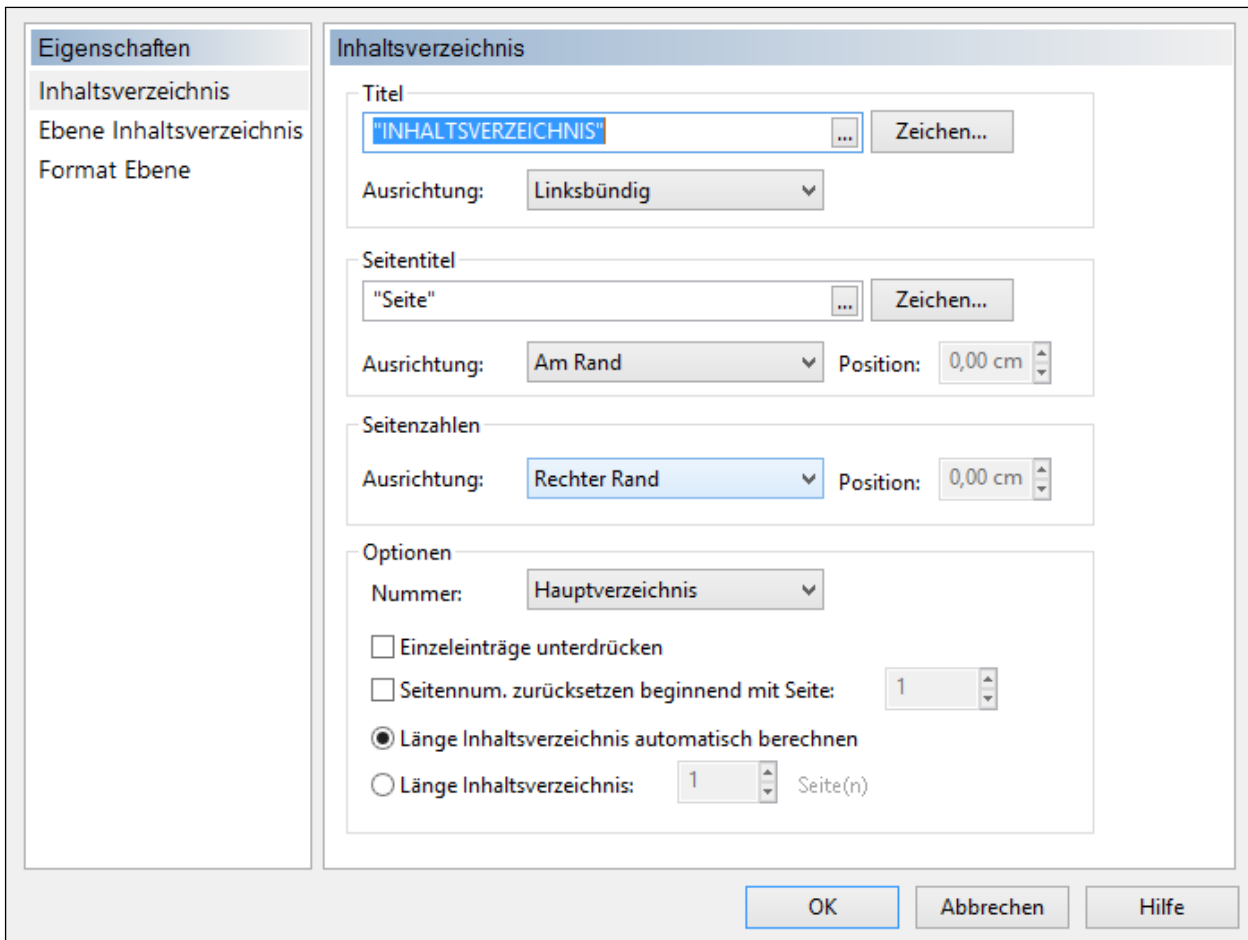 Eigenschaften
Inhaltsverzeichnis
Ebene Inhaltsverzeichnis
Format Ebene
Inhaltsverzeichnis
Titel
"INHALTSVERZEICHNIS" ... Zeichen...
Ausrichtung: Linksbündig
Seitentitel
"Seite" ... Zeichen...
Ausrichtung: Am Rand Position: 0,00 cm
Seitenzahlen
Ausrichtung: Rechter Rand Position: 0,00 cm
Optionen
Nummer: Hauptverzeichnis
Einzeleinträge unterdrücken
Seitennum. zurücksetzen beginnend mit Seite: 1
Länge Inhaltsverzeichnis automatisch berechnen
Länge Inhaltsverzeichnis: 1 Seite(n)
OK Abbrechen Hilfe